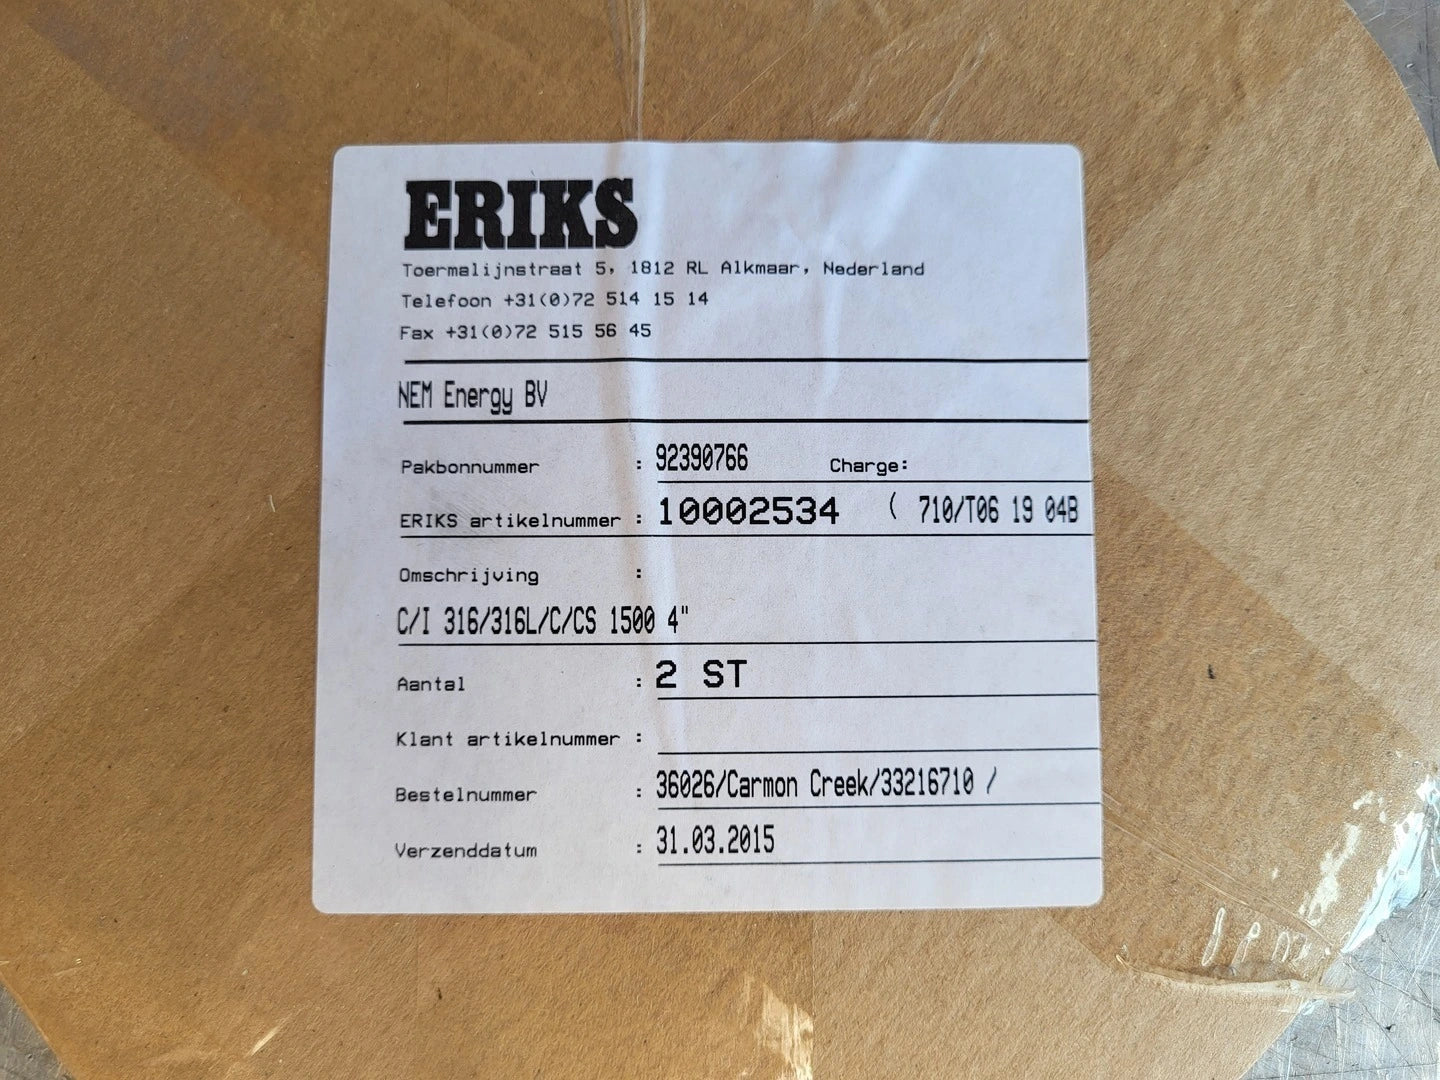 ERIKS
Toermalijnstraat 5, 1812 RL Alkmaar, Nederland
Telefoon +31(0)72 514 15 14
Fax +31(0)72 515 56 45
NEM Energy BV
Pakbonnummer : 92390766 Charge:
ERIKS artikelnummer : 10002534 ( 710/T06 19 04B
Omschrijving :
C/I 316/316L/C/CS 1500 4"
Aantal : 2 ST
Klant artikelnummer :
Bestelnummer : 36026/Carmon Creek/33216710 /
Verzenddatum : 31.03.2015